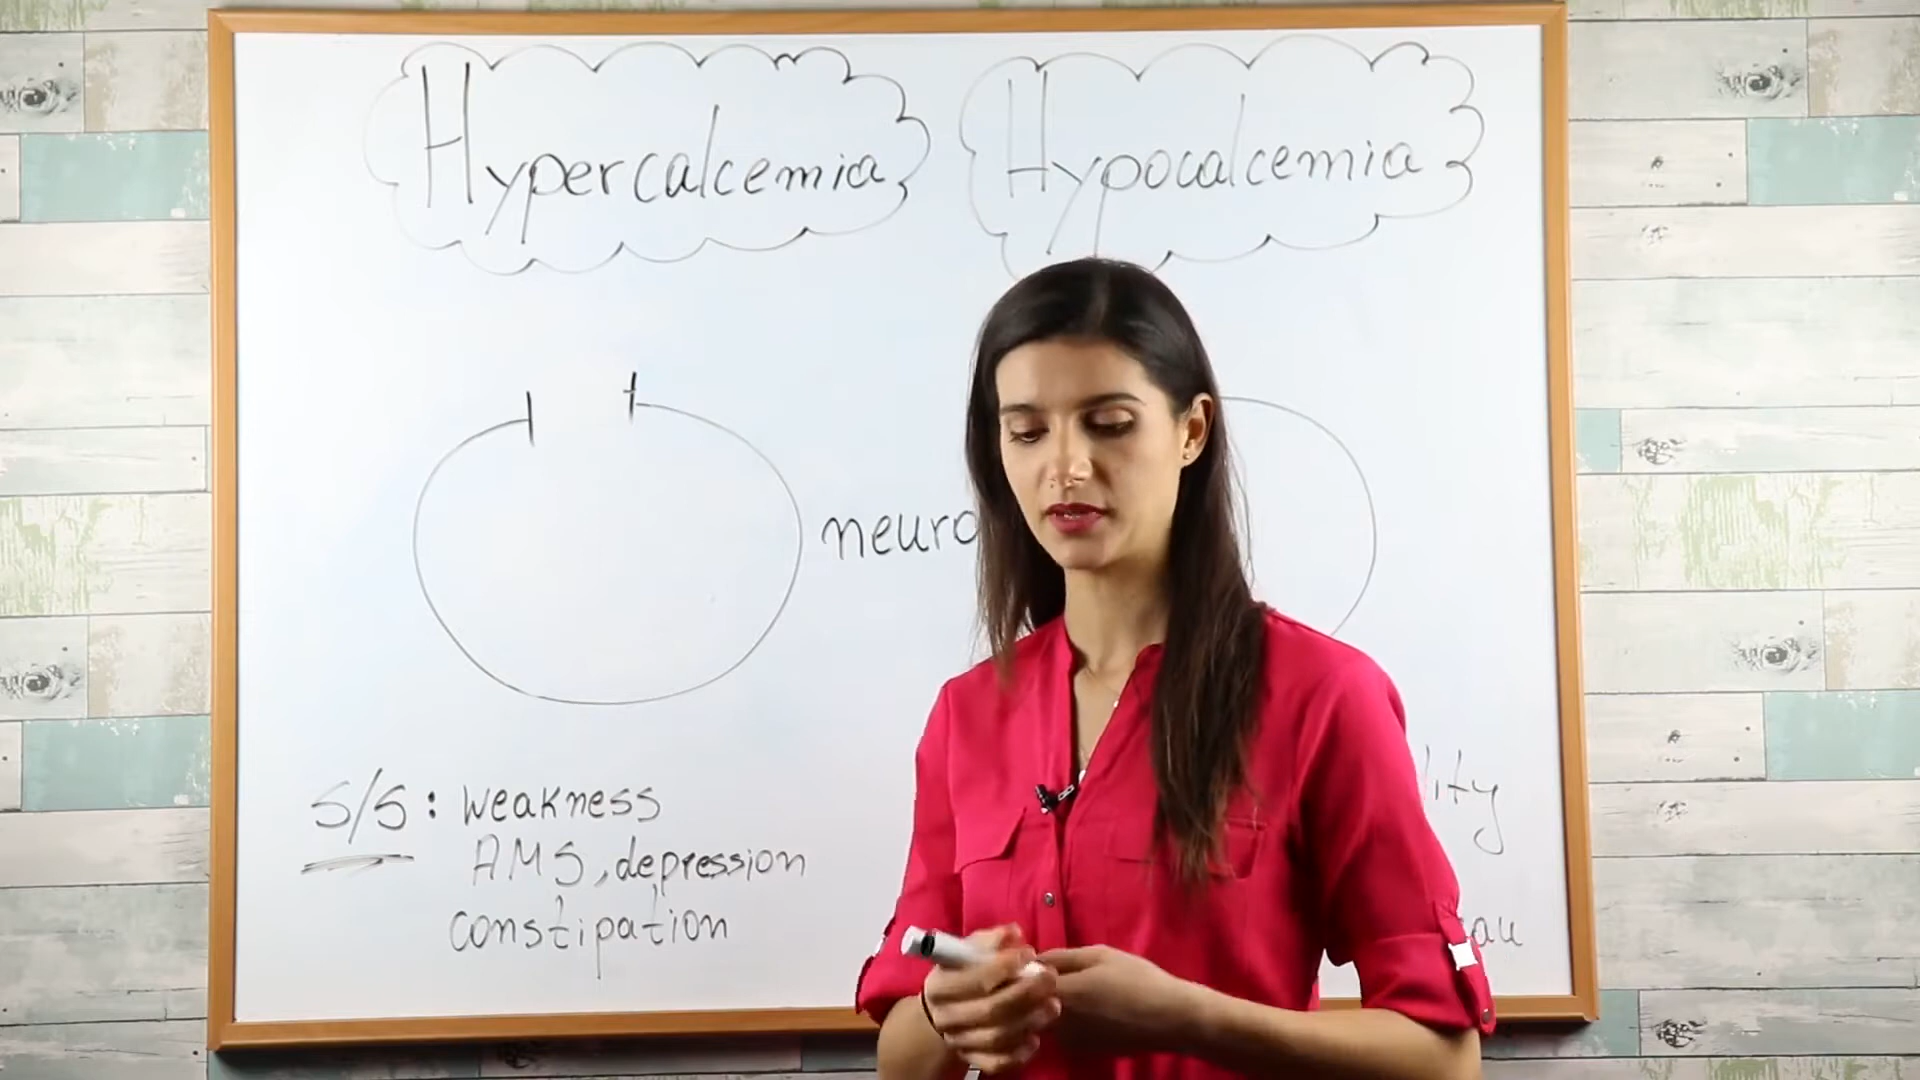 Hypercalcemia
Hypocalcemia
neuro
S/S: weakness
AMS, depression
constipation